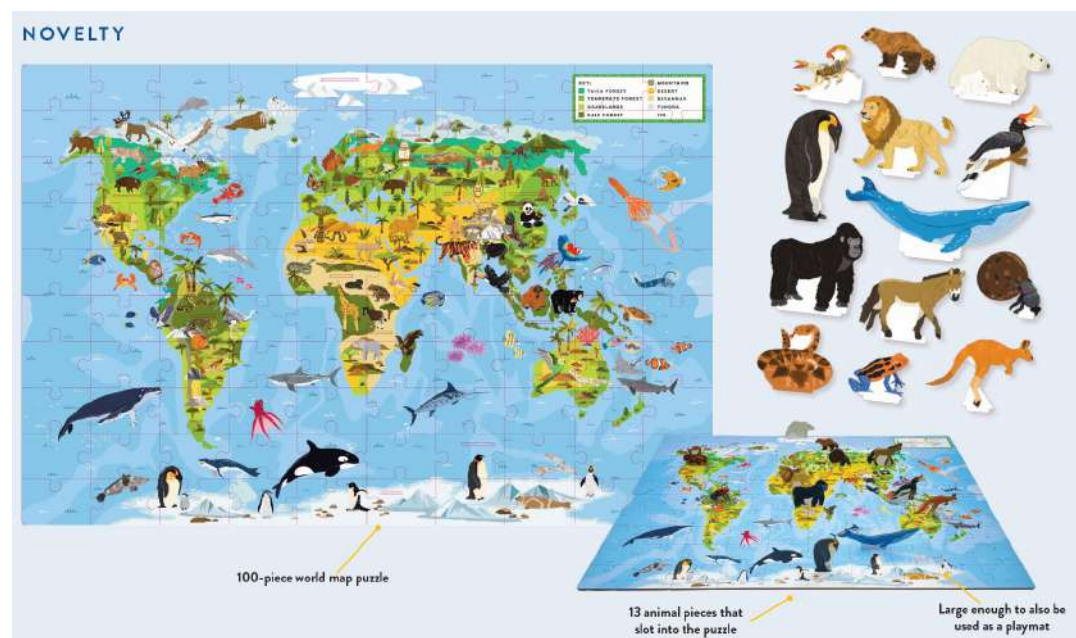 NOVELTY
KEY:
TAIGA FOREST
TEMPERATE FOREST
GRASSLANDS
RAIN FOREST
MOUNTAINS
DESERT
SAVANNAH
TUNDRA
ICE
100-piece world map puzzle
13 animal pieces that
slot into the puzzle
Large enough to also be
used as a playmat